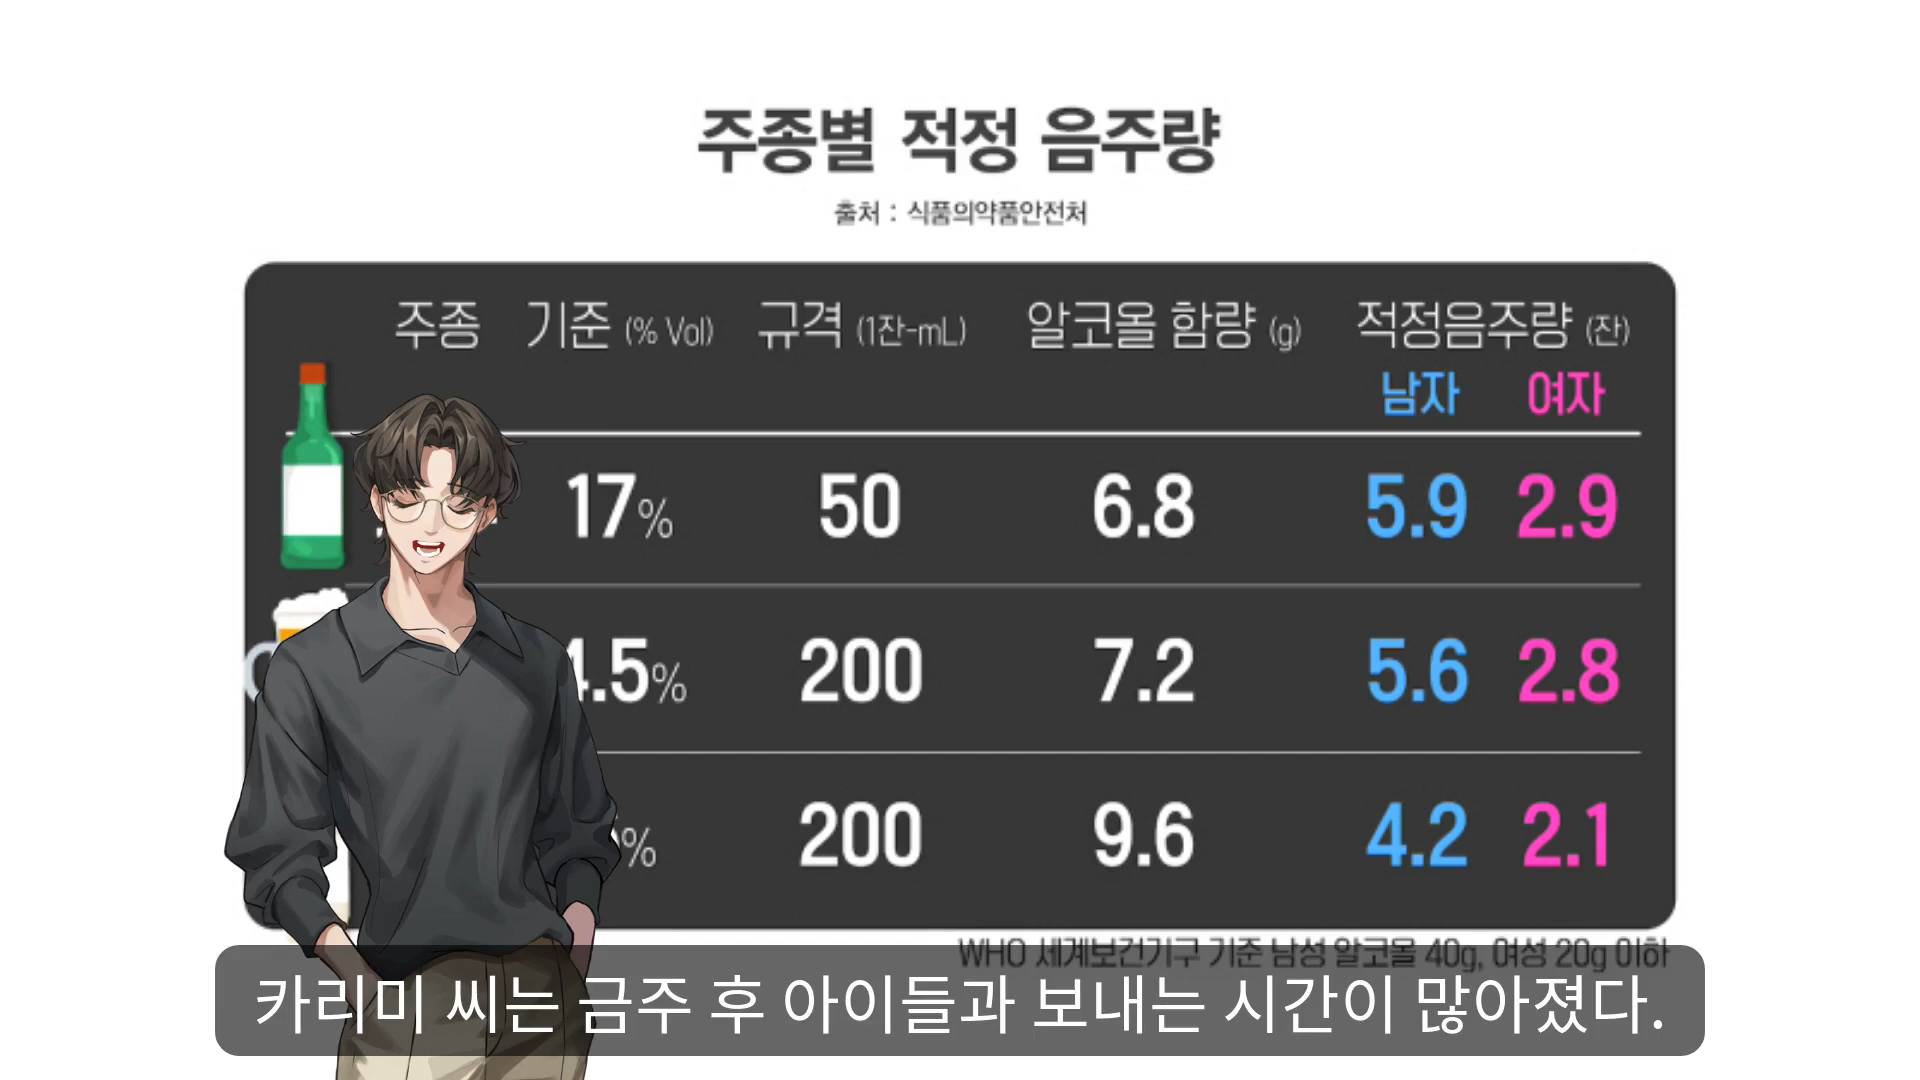 주종별 적정 음주량
출처 : 식품의약품안전처
주종 기준 (% Vol) 규격 (1잔-mL) 알코올 함량 (g) 적정음주량 (잔)
남자 여자
17% 50 6.8 5.9 2.9
4.5% 200 7.2 5.6 2.8
% 200 9.6 4.2 2.1
WHO 세계보건기구 기준 남성 알코올 40g, 여성 20g 이하
카리미 씨는 금주 후 아이들과 보내는 시간이 많아졌다.